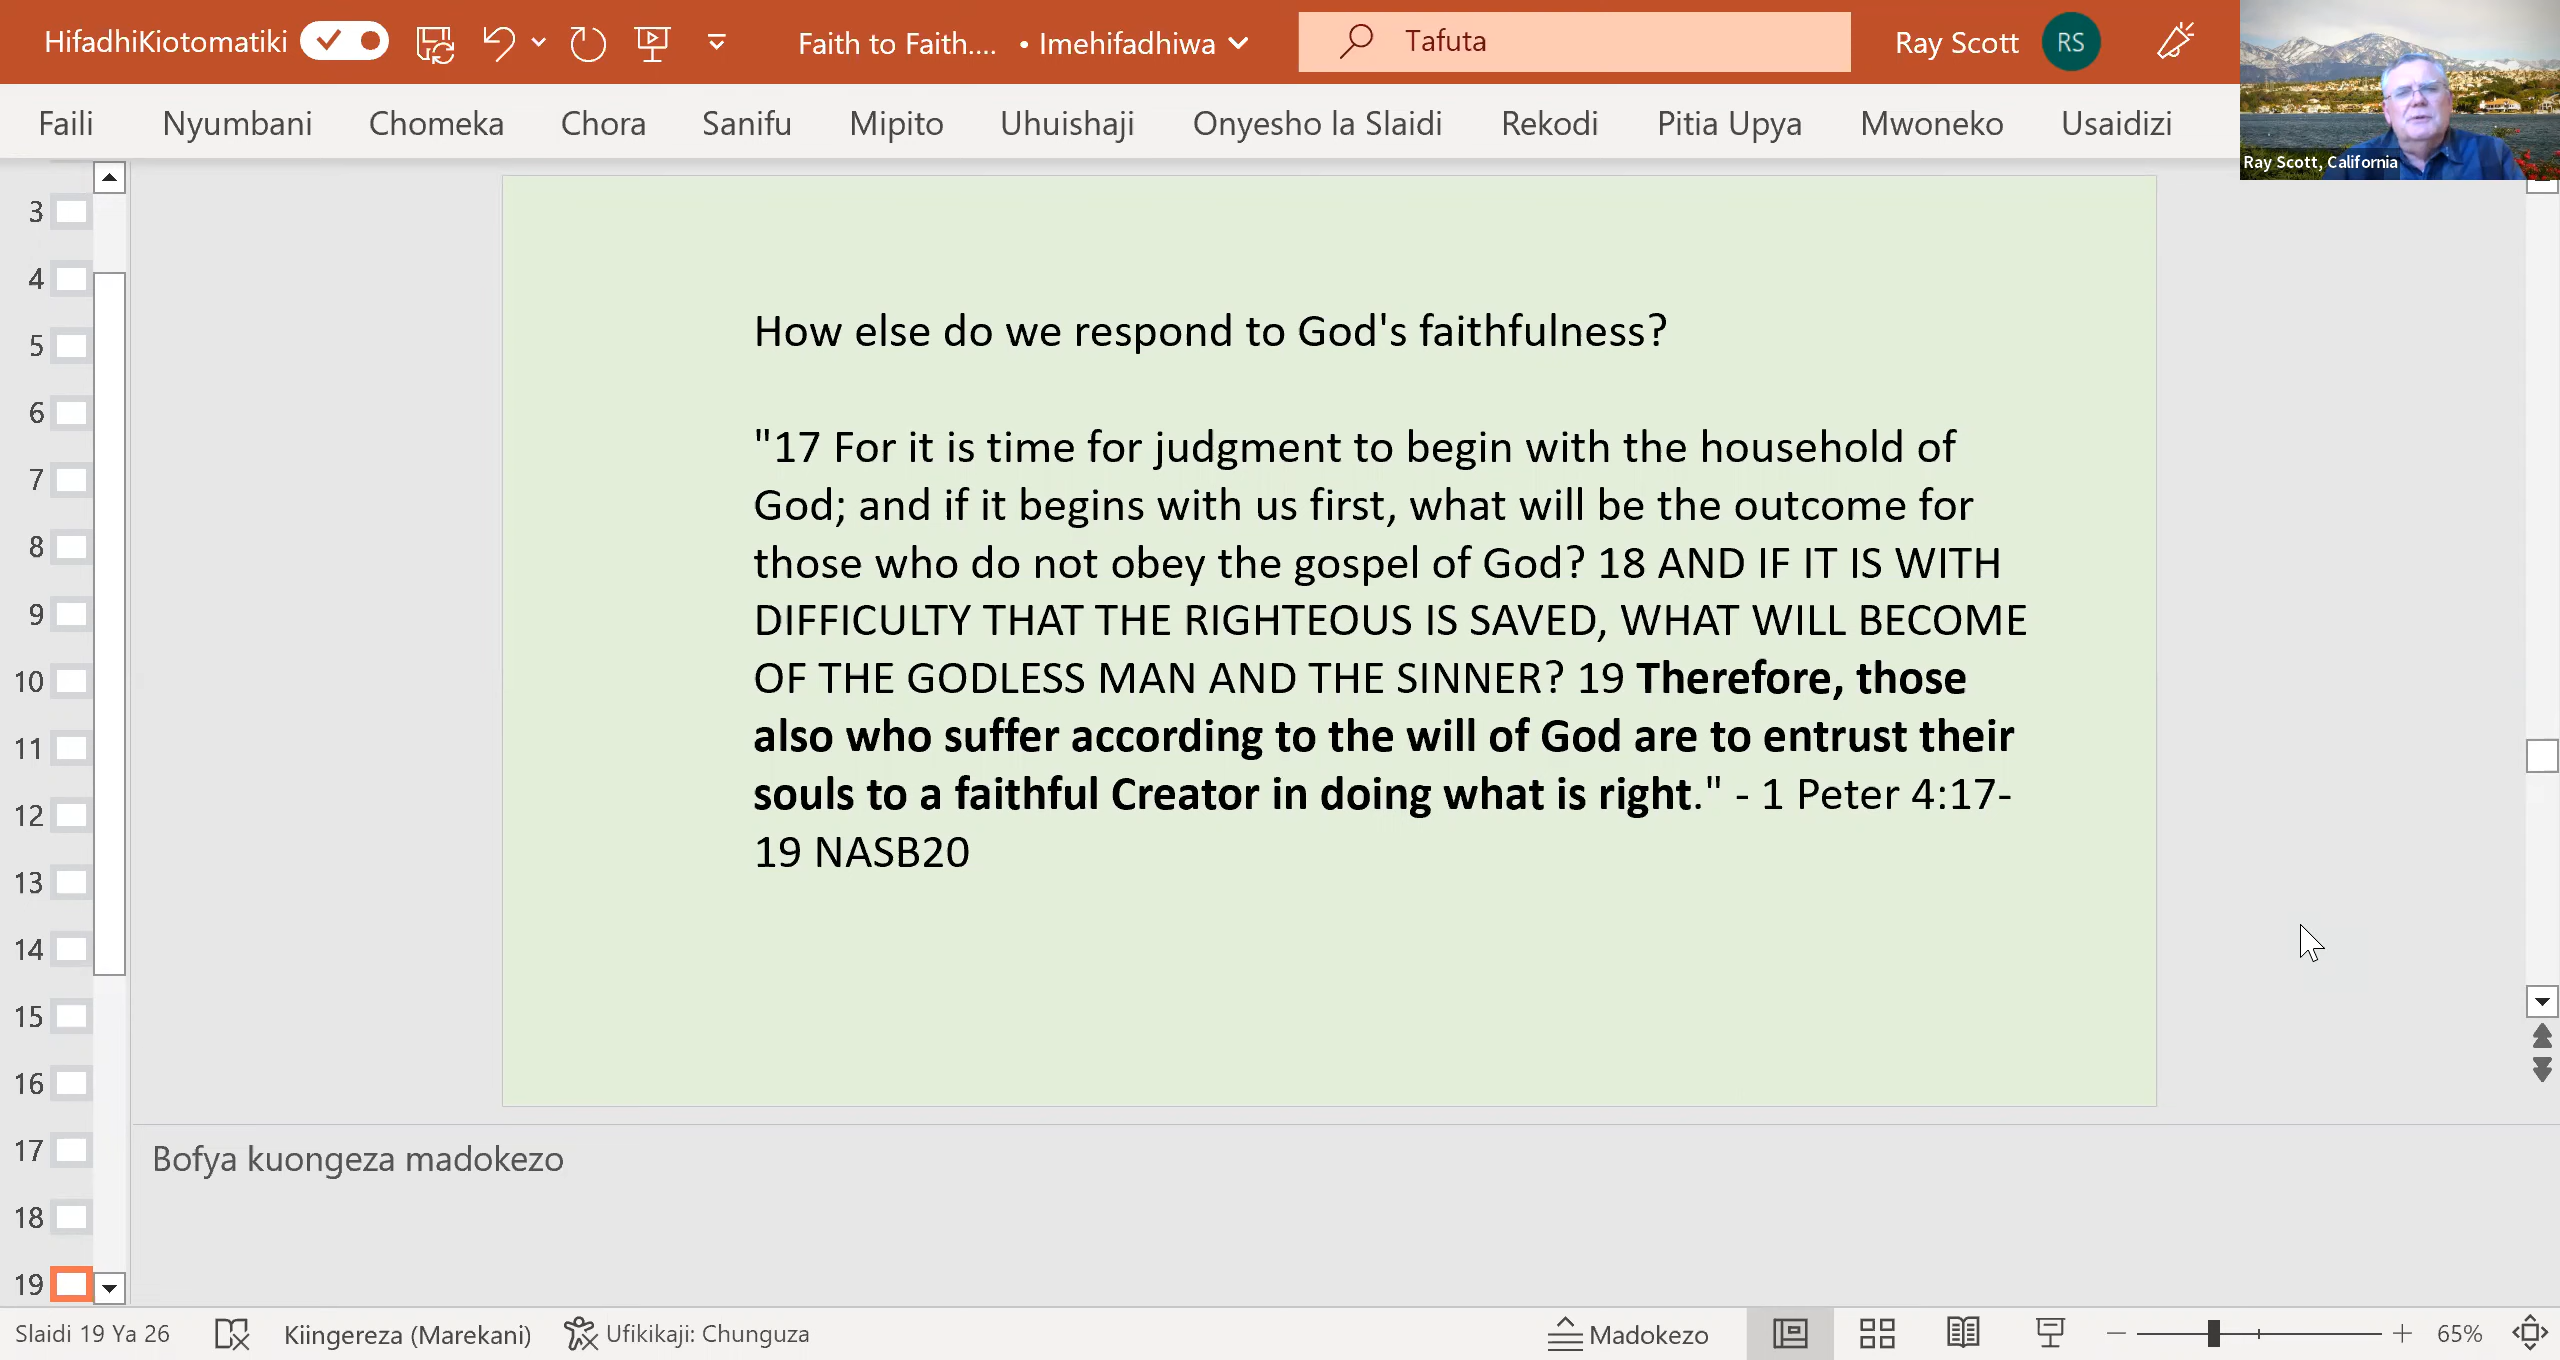 HifadhiKiotomatiki
Faith to Faith.... • Imehifadhiwa
Tafuta
Ray Scott
RS
Ray Scott, California
Faili Nyumbani Chomeka Chora Sanifu Mipito Uhuishaji Onyesho la Slaidi Rekodi Pitia Upya Mwoneko Usaidizi
3
4
5
6
7
8
9
10
11
12
13
14
15
16
17
18
19
How else do we respond to God's faithfulness?
"17 For it is time for judgment to begin with the household of
God; and if it begins with us first, what will be the outcome for
those who do not obey the gospel of God? 18 AND IF IT IS WITH
DIFFICULTY THAT THE RIGHTEOUS IS SAVED, WHAT WILL BECOME
OF THE GODLESS MAN AND THE SINNER? 19 Therefore, those
also who suffer according to the will of God are to entrust their
souls to a faithful Creator in doing what is right." - 1 Peter 4:17-
19 NASB20
Bofya kuongeza madokezo
Slaidi 19 Ya 26 Kiingereza (Marekani) Ufikikaji: Chunguza Madokezo 65%